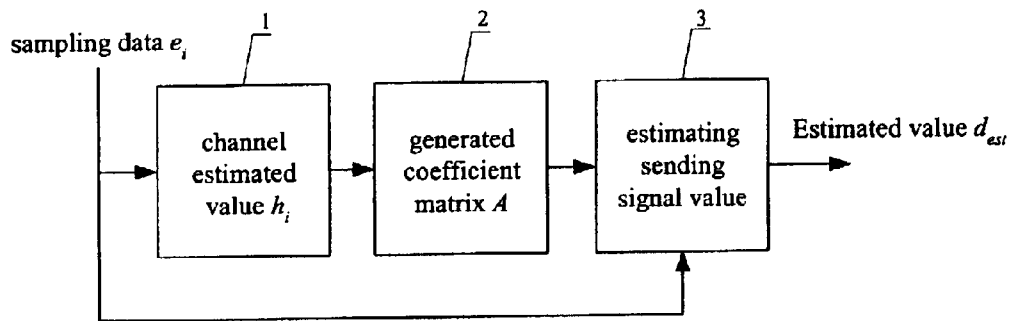 1
2
3
sampling data e_i
channel
estimated
value h_i
generated
coefficient
matrix A
estimating
sending
signal value
Estimated value d_est